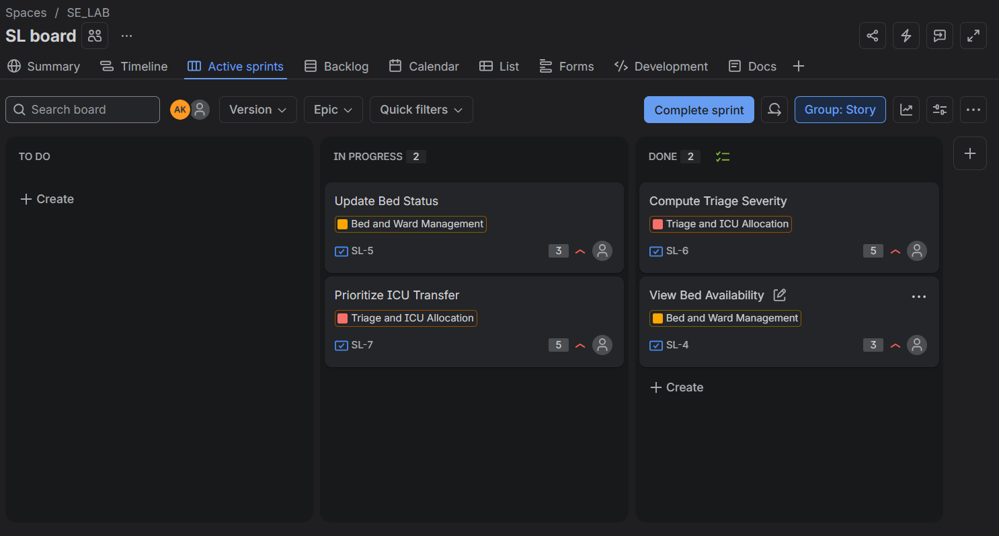 Spaces / SE_LAB
SL board
Summary Timeline Active sprints Backlog Calendar List Forms Development Docs
Search board AK Version Epic Quick filters Complete sprint Group: Story
TO DO
Create
IN PROGRESS 2
Update Bed Status
Bed and Ward Management
SL-5 3
Prioritize ICU Transfer
Triage and ICU Allocation
SL-7 5
DONE 2
Compute Triage Severity
Triage and ICU Allocation
SL-6 5
View Bed Availability
Bed and Ward Management
SL-4 3
Create